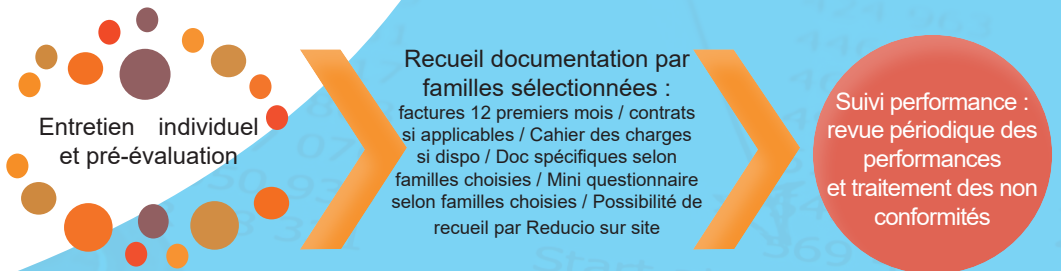 Entretien individuel
et pré-évaluation
Recueil documentation par
familles sélectionnées :
factures 12 premiers mois / contrats
si applicables / Cahier des charges
si dispo / Doc spécifiques selon
familles choisies / Mini questionnaire
selon familles choisies / Possibilité de
recueil par Reducio sur site
Suivi performance :
revue périodique des
performances
et traitement des non
conformités